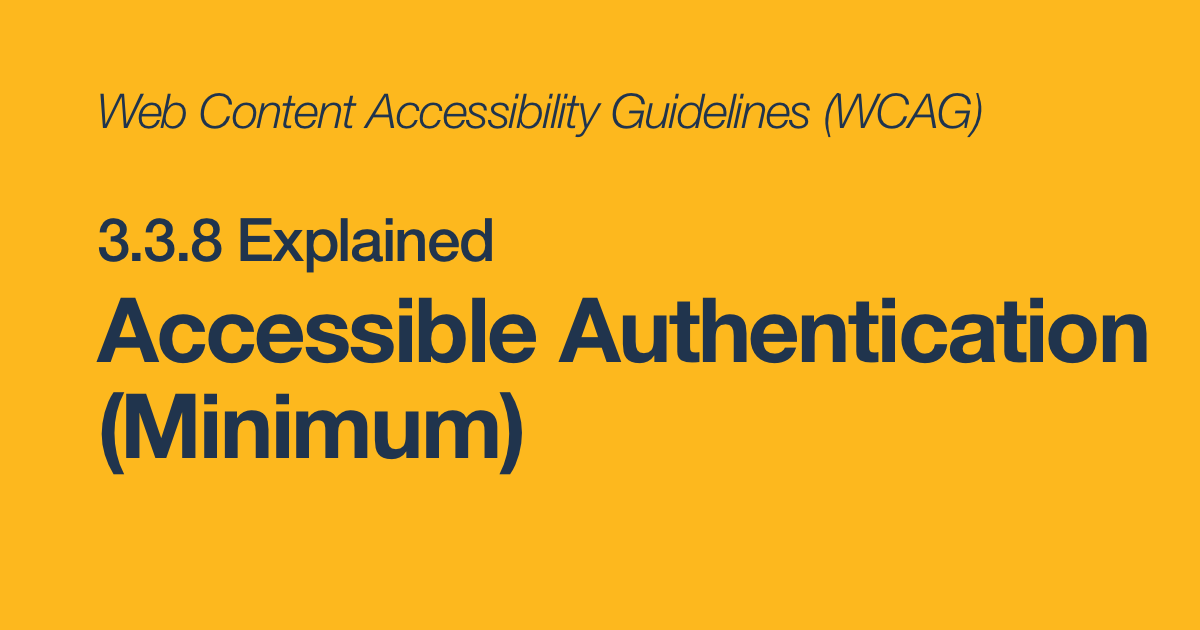 Web Content Accessibility Guidelines (WCAG)
3.3.8 Explained
Accessible Authentication
(Minimum)